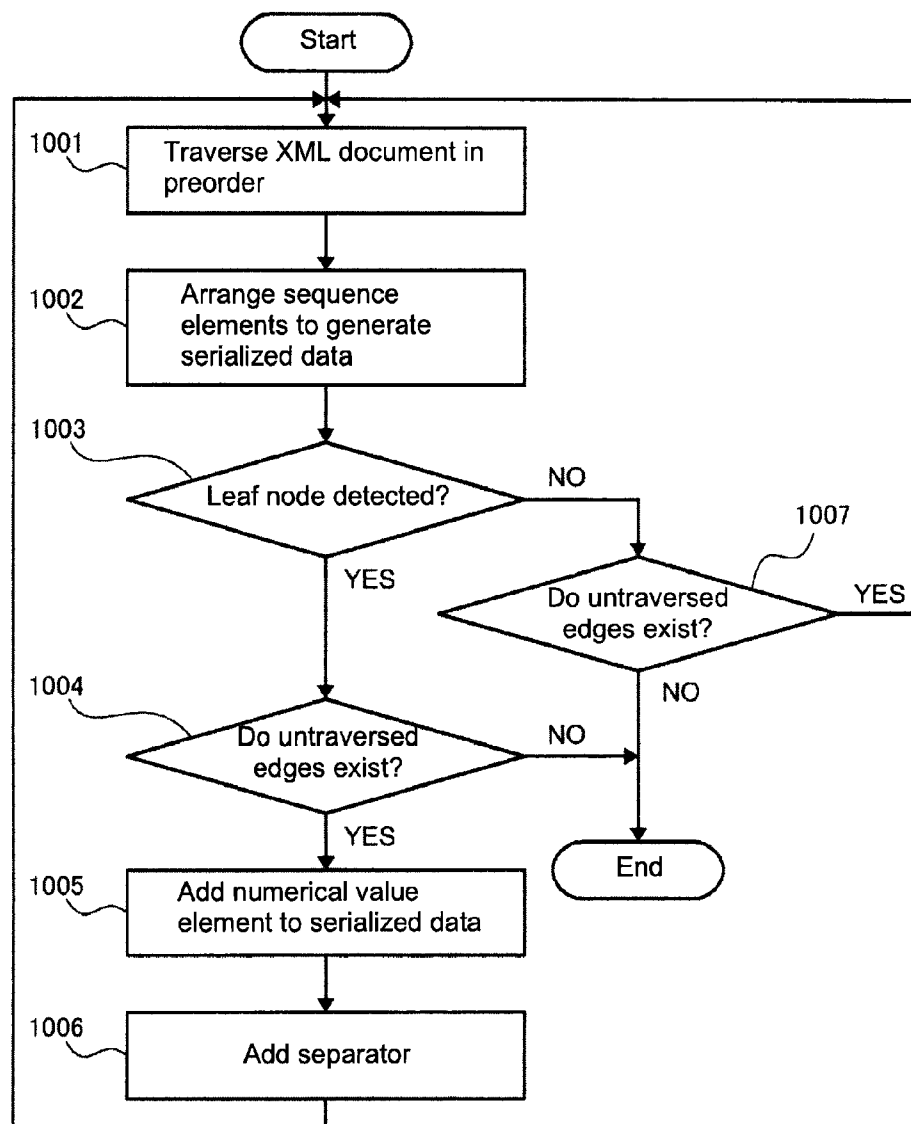 Start
1001
Traverse XML document in
preorder
1002
Arrange sequence
elements to generate
serialized data
1003
Leaf node detected?
NO
YES
1007
Do untraversed
edges exist?
YES
NO
1004
Do untraversed
edges exist?
NO
YES
End
1005
Add numerical value
element to serialized data
1006
Add separator